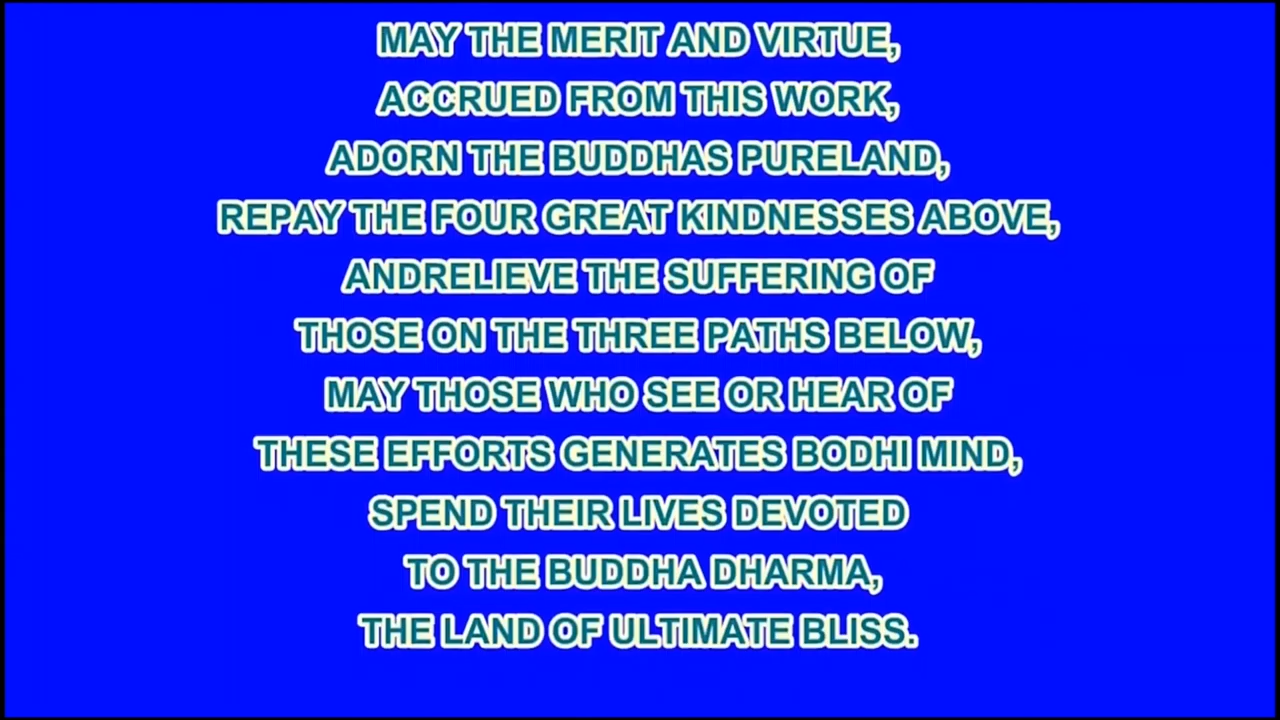 MAY THE MERIT AND VIRTUE,
ACCRUED FROM THIS WORK,
ADORN THE BUDDHAS PURELAND,
REPAY THE FOUR GREAT KINDNESSES ABOVE,
ANDRELIEVE THE SUFFERING OF
THOSE ON THE THREE PATHS BELOW,
MAY THOSE WHO SEE OR HEAR OF
THESE EFFORTS GENERATES BODHI MIND,
SPEND THEIR LIVES DEVOTED
TO THE BUDDHA DHARMA,
THE LAND OF ULTIMATE BLISS.